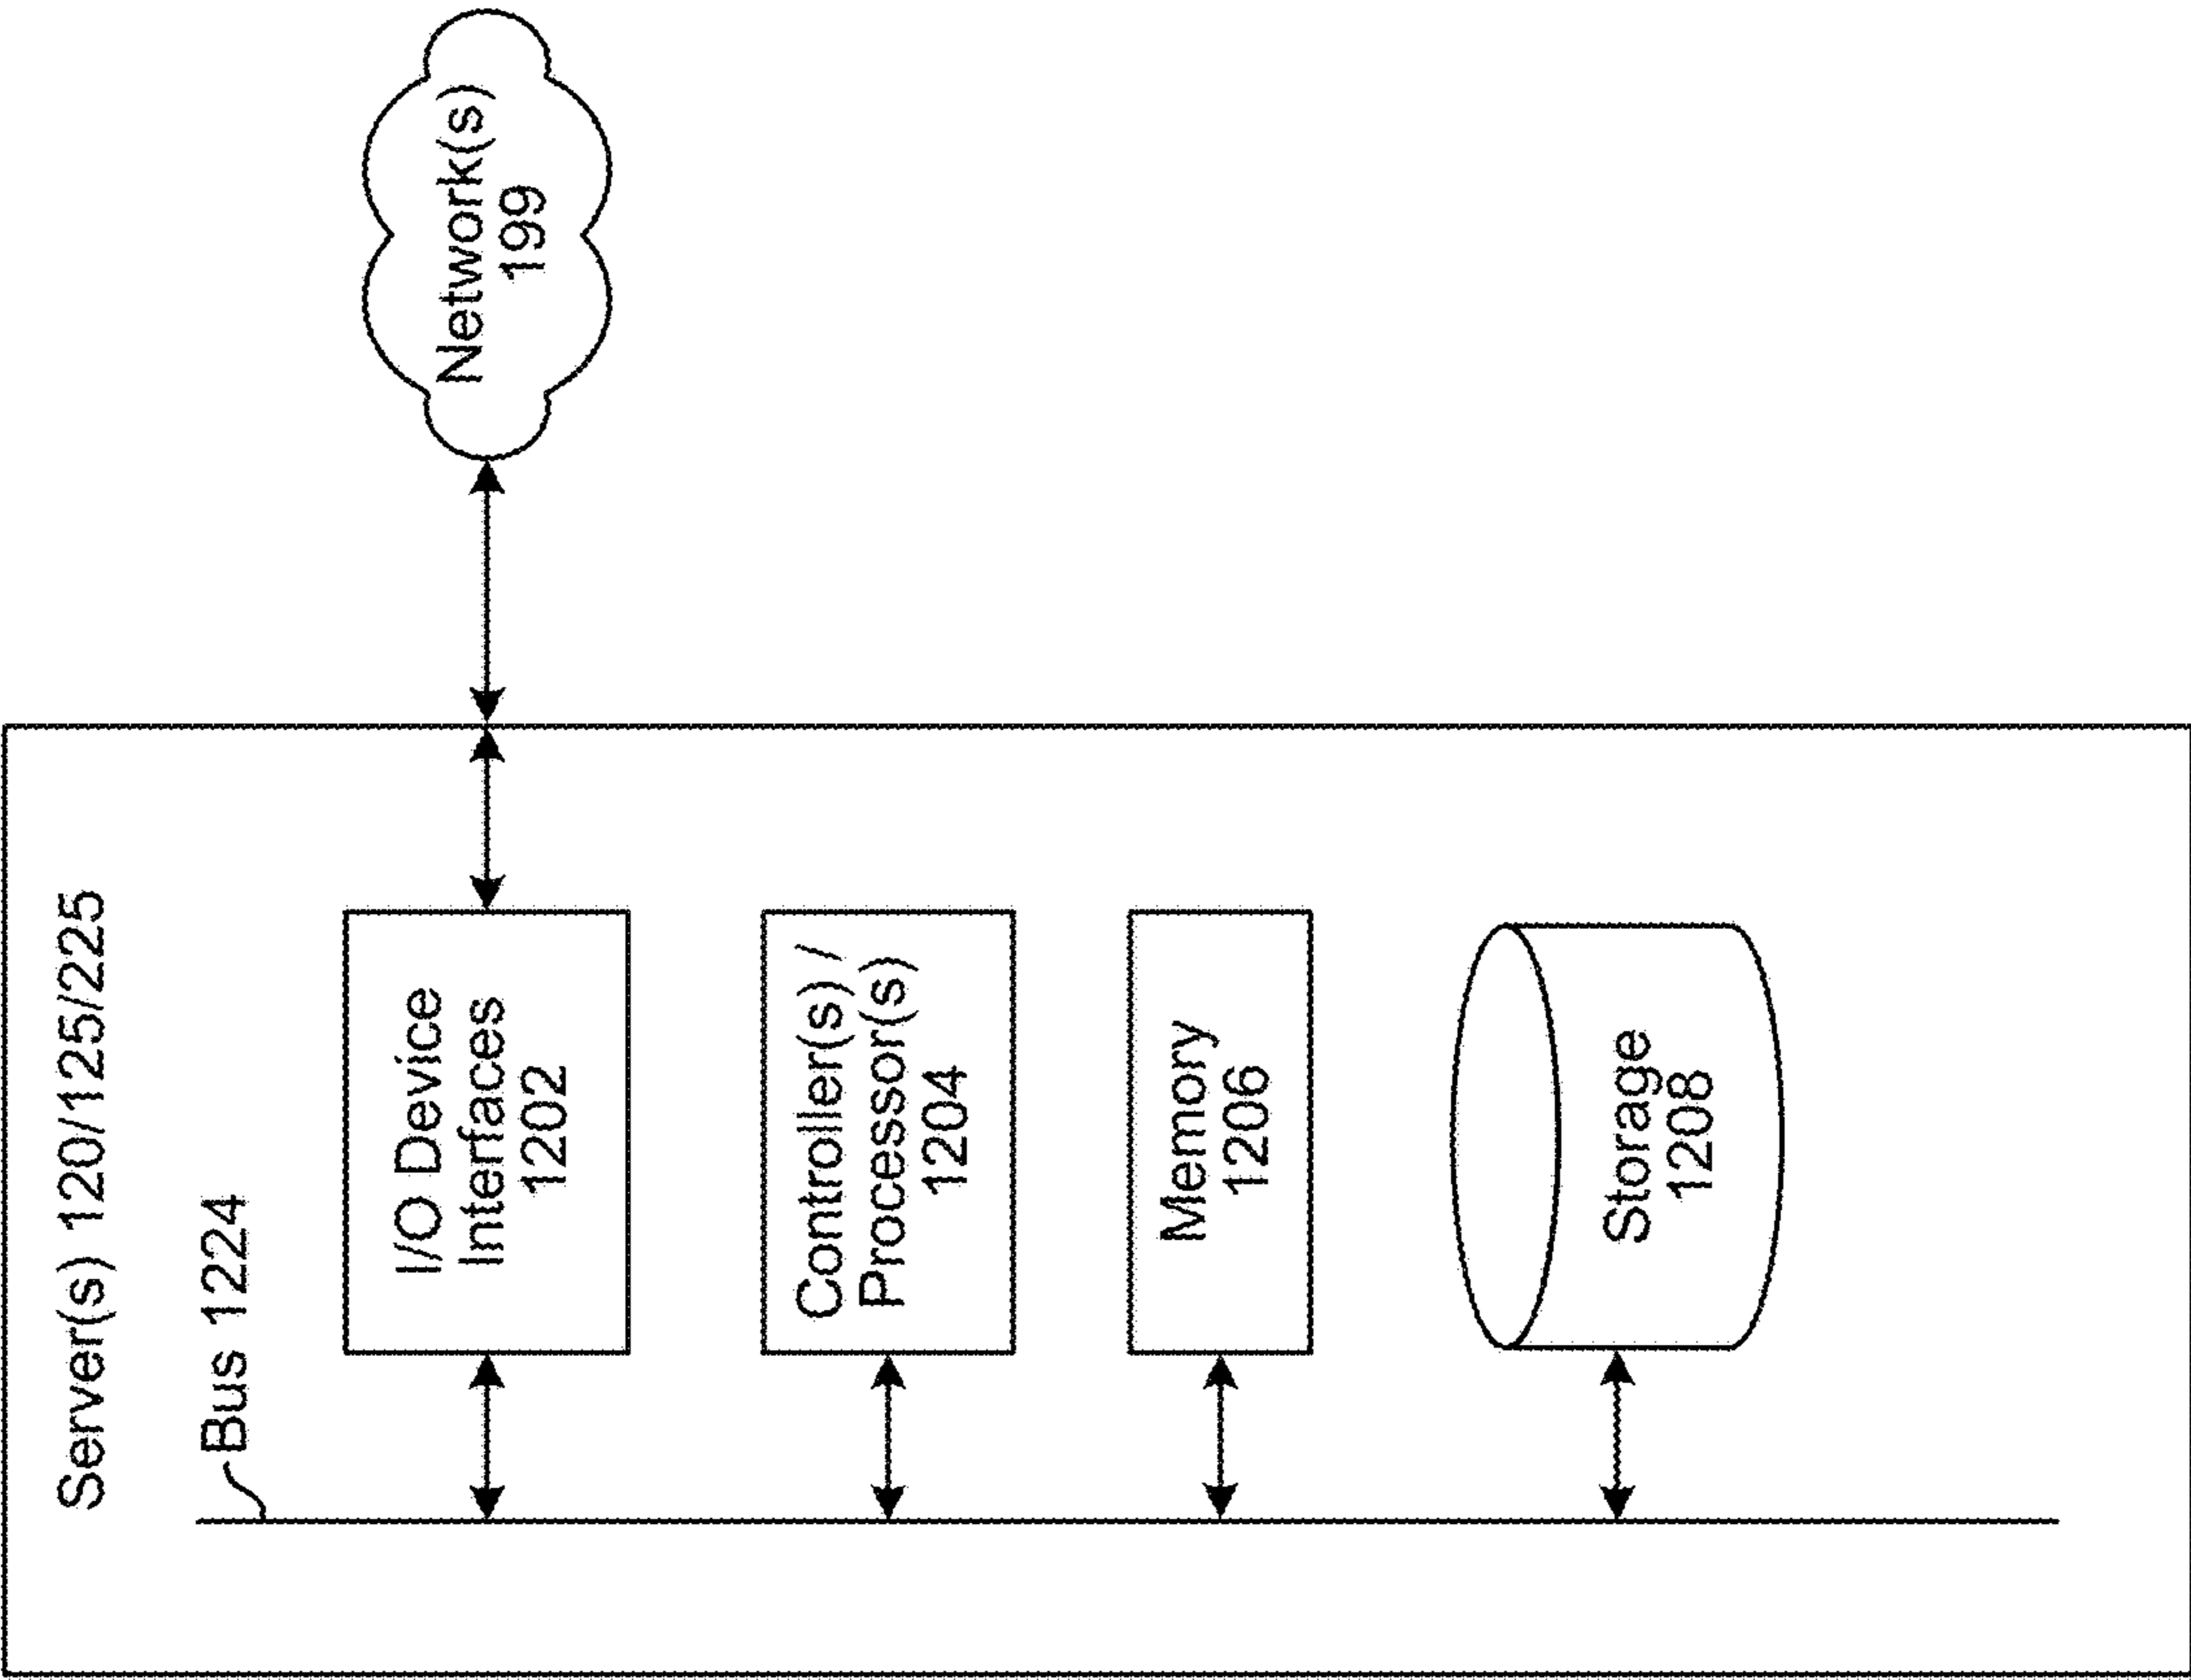 Server(s) 120/125/225
Bus 1224
I/O Device
Interfaces
1202
Network(s)
199
Controller(s) /
Processor(s)
1204
Memory
1206
Storage
1208